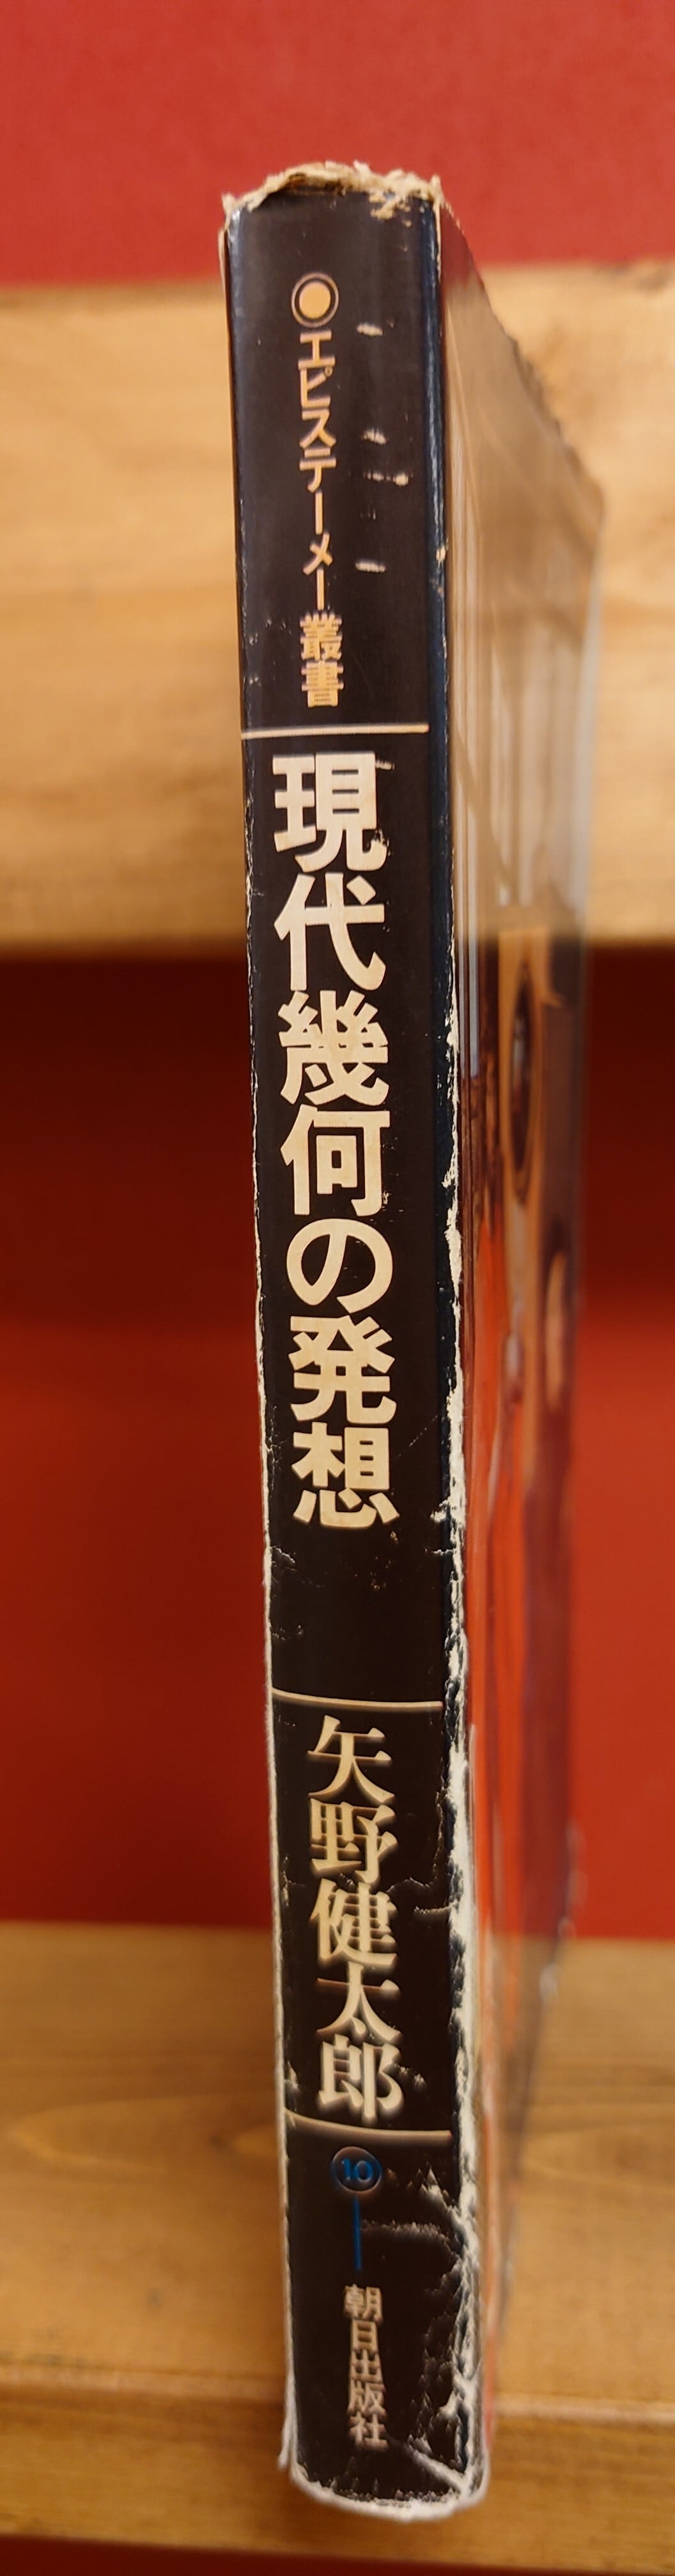 エピステーメー叢書
現代幾何の発想
矢野健太郎
10
朝日出版社